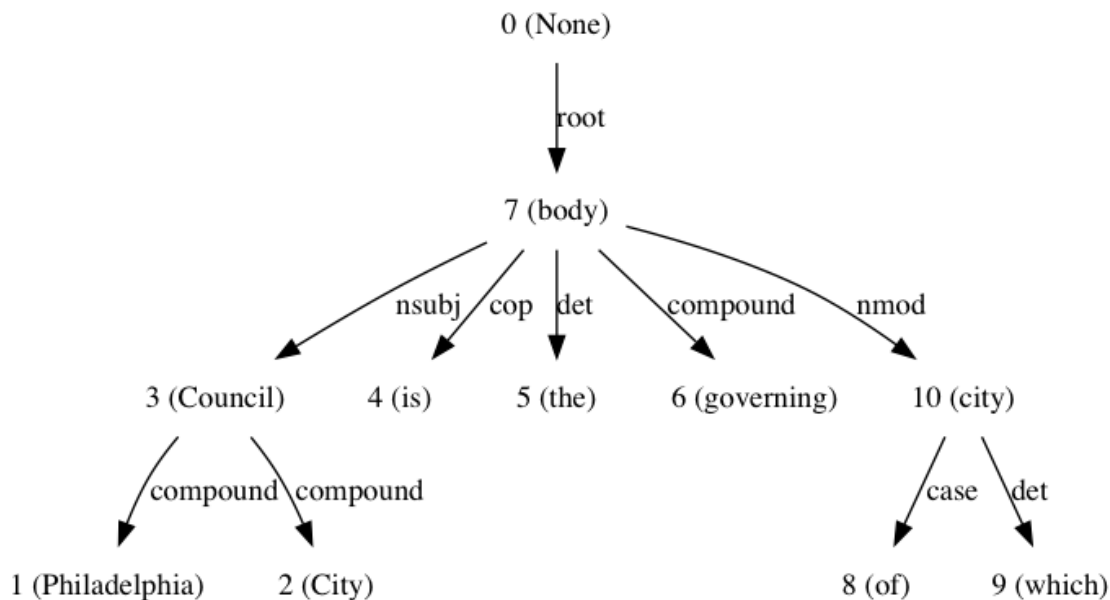 0 (None)
root
7 (body)
nsubj cop det compound nmod
3 (Council) 4 (is) 5 (the) 6 (governing) 10 (city)
compound compound case det
1 (Philadelphia) 2 (City) 8 (of) 9 (which)